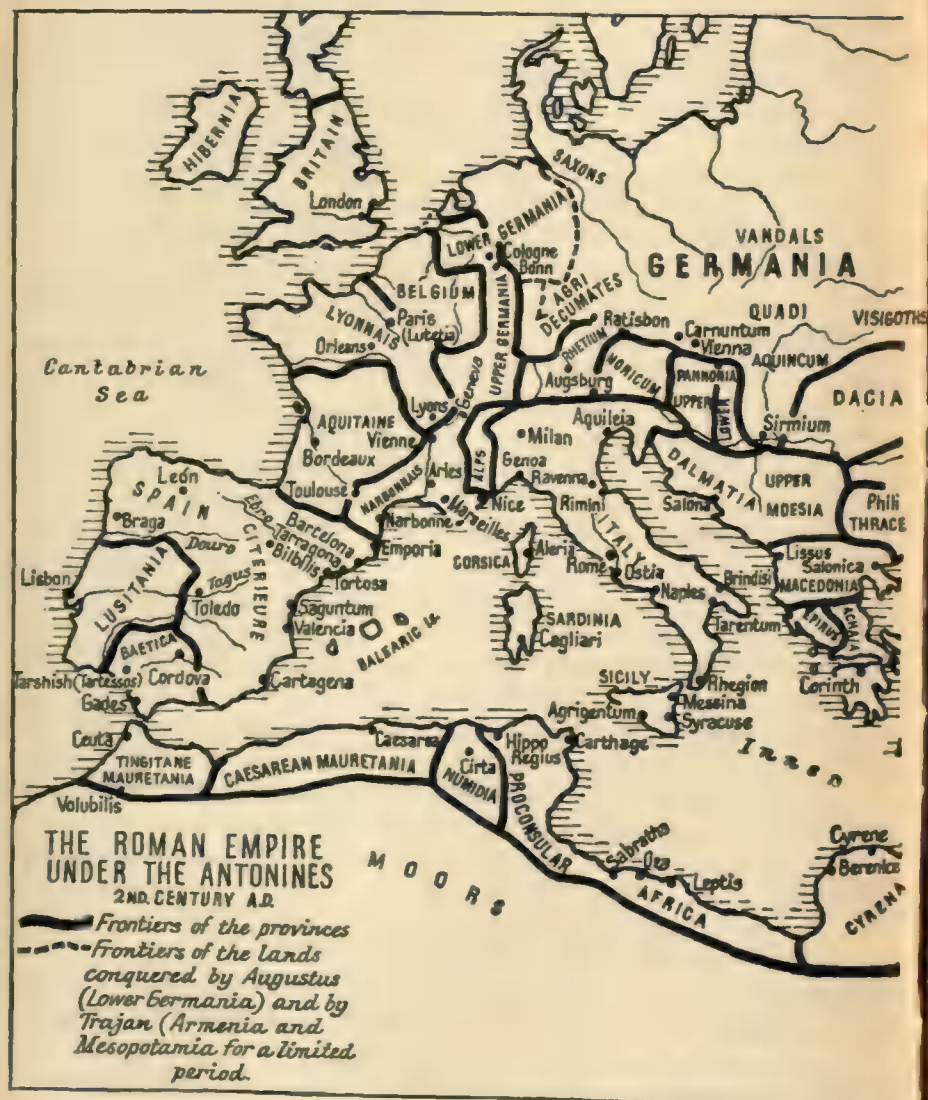 HIBERNIA
BRITAIN
London
SAXONS
LOWER GERMANIA
Cologne
Bonn
VANDALS
GERMANIA
BELGIUM
AGRI
DECUMATES
QUADI
VISIGOTHS
LYONNAIS
Paris
(Lutetia)
Orleans
UPPER GERMANIA
RHETIUM
Ratisbon
Carnuntum
Vienna
AQUINCUM
NORICUM
PANNONIA
UPPER
LOWER
DACIA
Cantabrian
Sea
Geneva
Augsburg
Lyons
AQUITAINE
Vienne
Bordeaux
Aquileia
Sirmium
Milan
ALPS
Genoa
Toulouse
NARBONNAIS
Arles
Ravenna
DALMATIA
UPPER
MOESIA
León
SPAIN
CITERIEURE
Ebro
Barcelona
Tarragona
Bilbilis
Narbonne
Marseilles
Nice
Rimini
ITALY
Salona
Phili
THRACE
Braga
Douro
Emporia
CORSICA
Aleria
Rome
Ostia
Lissus
Salonica
MACEDONIA
Tortosa
Lisbon
LUSITANIA
Tagus
Toledo
Saguntum
Valencia
BALEARIC Is.
SARDINIA
Cagliari
Naples
Brindisi
Tarentum
EPIRUS
ACHAIA
BAETICA
Tarshish (Tartessos)
Cordova
Cartagena
Gades
SICILY
Rhegion
Messina
Agrigentum
Syracuse
Corinth
Ceuta
Caesarea
Hippo
Regius
Carthage
TINGITANE
MAURETANIA
CAESAREAN MAURETANIA
Cirta
NUMIDIA
PROCONSULAR
AFRICA
Volubilis
MOORS
Sabratha
Oea
Leptis
Cyrene
Berenice
CYRENA
THE ROMAN EMPIRE
UNDER THE ANTONINES
2ND. CENTURY A.D.
Frontiers of the provinces
Frontiers of the lands
conquered by Augustus
(Lower Germania) and by
Trajan (Armenia and
Mesopotamia for a limited
period.